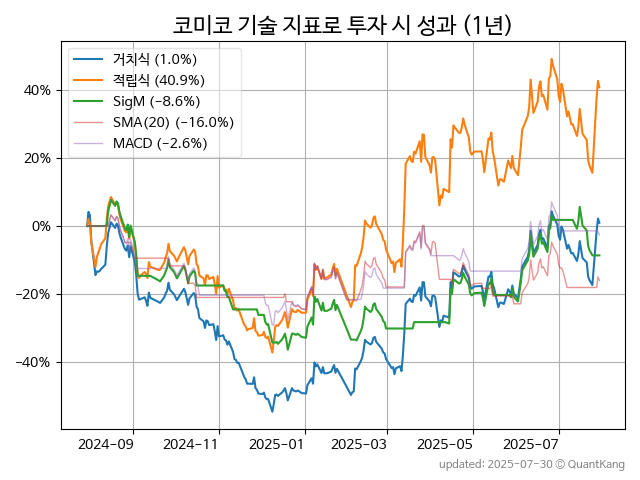 코미코 기술 지표로 투자 시 성과 (1년)
거치식 (1.0%)
적립식 (40.9%)
SigM (−8.6%)
SMA(20) (−16.0%)
MACD (−2.6%)
40%
20%
0%
−20%
−40%
2024-09 2024-11 2025-01 2025-03 2025-05 2025-07
updated: 2025-07-30 © QuantKang